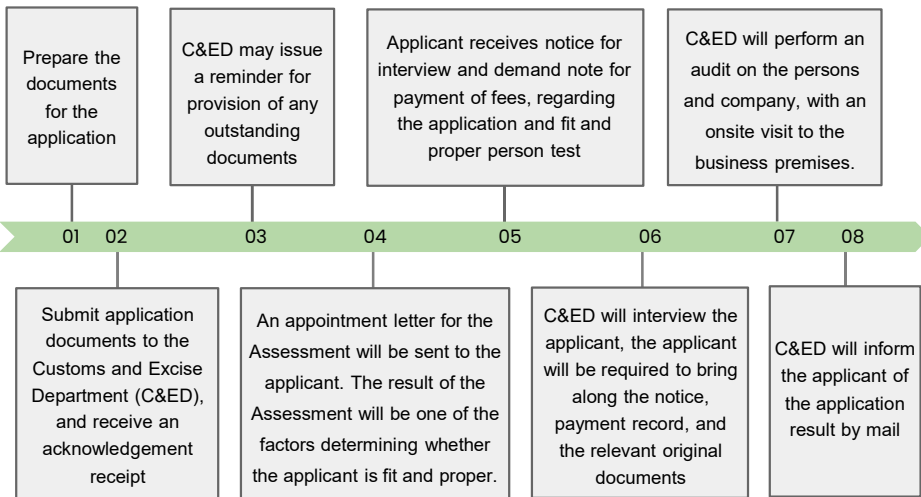 Prepare the
documents
for the
application
C&ED may issue
a reminder for
provision of any
outstanding
documents
Applicant receives notice for
interview and demand note for
payment of fees, regarding
the application and fit and
proper person test
C&ED will perform an
audit on the persons
and company, with an
onsite visit to the
business premises.
01 02 03 04 05 06 07 08
Submit application
documents to the
Customs and Excise
Department (C&ED),
and receive an
acknowledgement
receipt
An appointment letter for the
Assessment will be sent to the
applicant. The result of the
Assessment will be one of the
factors determining whether
the applicant is fit and proper.
C&ED will interview the
applicant, the applicant
will be required to bring
along the notice,
payment record, and
the relevant original
documents
C&ED will inform
the applicant of
the application
result by mail